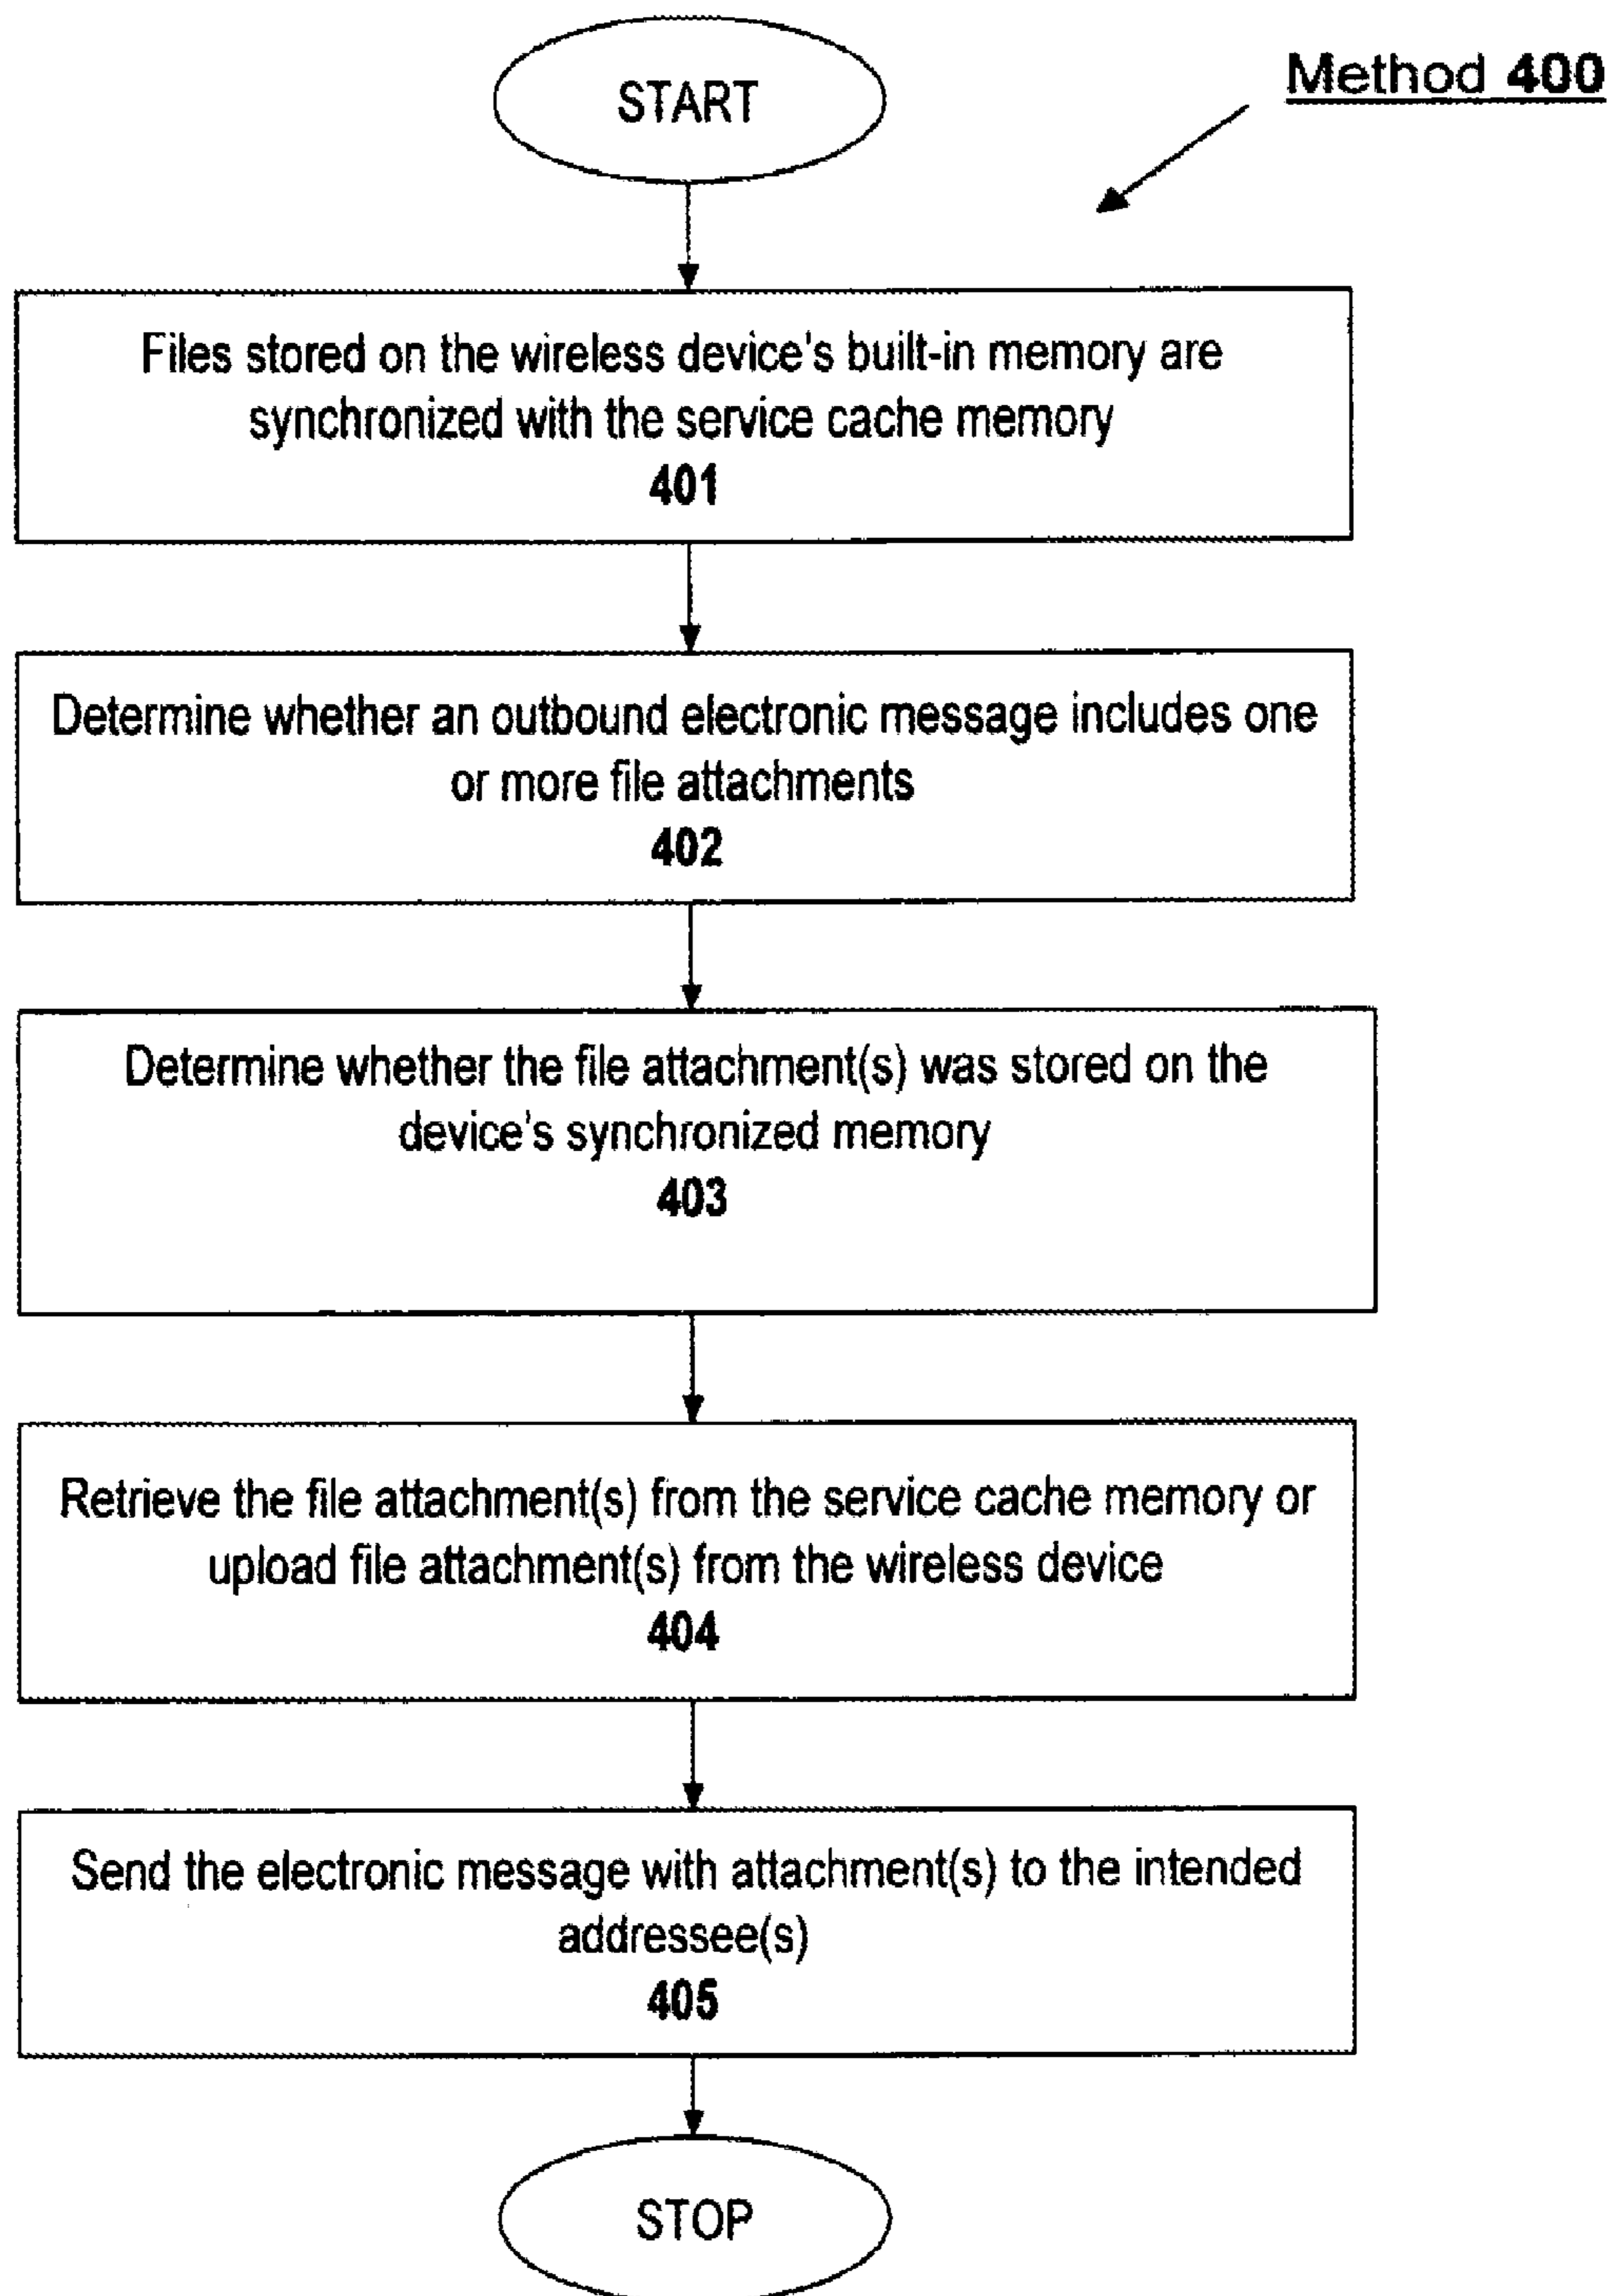 START
Method 400
Files stored on the wireless device's built-in memory are
synchronized with the service cache memory
401
Determine whether an outbound electronic message includes one
or more file attachments
402
Determine whether the file attachment(s) was stored on the
device's synchronized memory
403
Retrieve the file attachment(s) from the service cache memory or
upload file attachment(s) from the wireless device
404
Send the electronic message with attachment(s) to the intended
addressee(s)
405
STOP